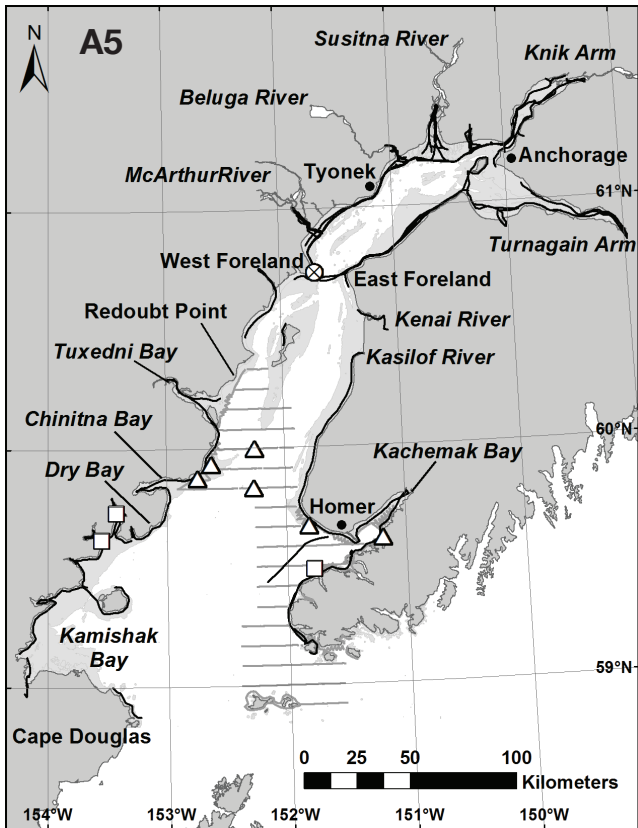 N
A5
Susitna River
Knik Arm
Beluga River
Anchorage
Tyonek
McArthurRiver
61°N
Turnagain Arm
West Foreland
East Foreland
Redoubt Point
Kenai River
Tuxedni Bay
Kasilof River
60°N
Chinitna Bay
Kachemak Bay
Dry Bay
Homer
Kamishak
Bay
59°N
Cape Douglas
0 25 50 100
Kilometers
154°W 153°W 152°W 151°W 150°W